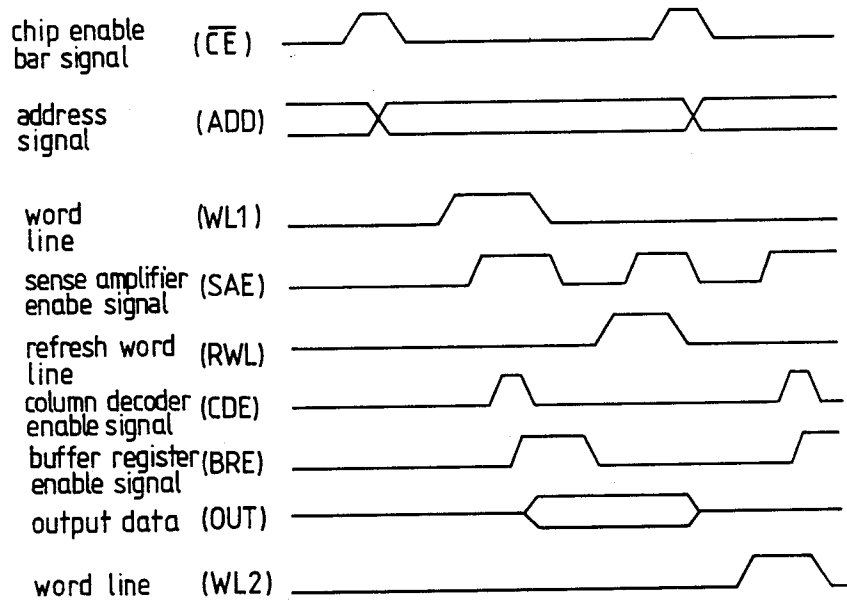 chip enable
bar signal (CE)
address
signal (ADD)
word
line (WL1)
sense amplifier
enabe signal (SAE)
refresh word
line (RWL)
column decoder
enable signal (CDE)
buffer register
enable signal (BRE)
output data (OUT)
word line (WL2)